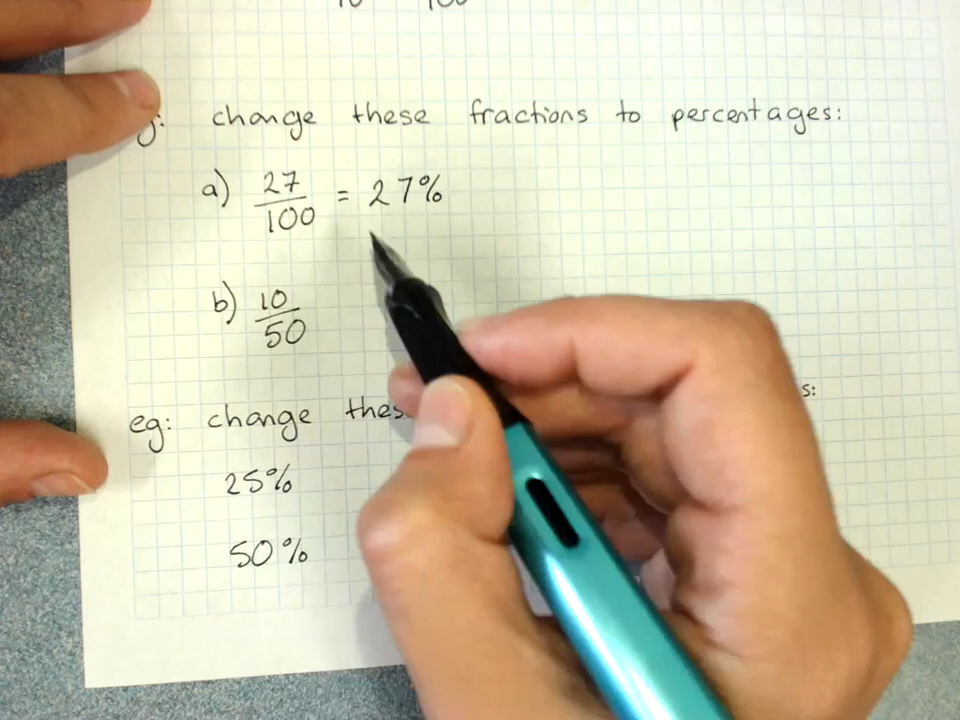 change these fractions to percentages:
a) 27/100 = 27%
b) 10/50
eg: change
25%
50%